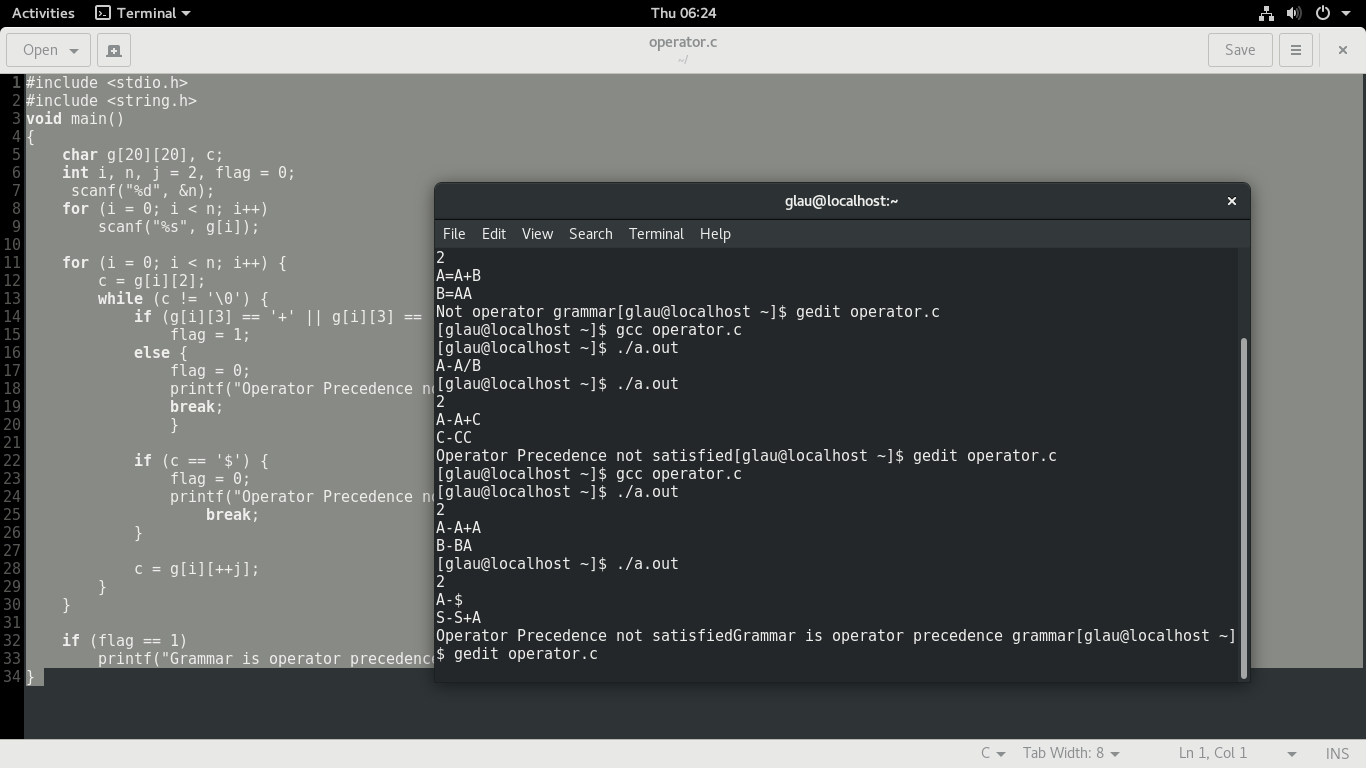 Activities Terminal Thu 06:24
Open operator.c Save
~/
1 #include <stdio.h>
2 #include <string.h>
3 void main()
4 {
5 char g[20][20], c;
6 int i, n, j = 2, flag = 0;
7 scanf("%d", &n);
8 for (i = 0; i < n; i++)
9 scanf("%s", g[i]);
10
11 for (i = 0; i < n; i++) {
12 c = g[i][2];
13 while (c != '\0') {
14 if (g[i][3] == '+' || g[i][3] ==
15 flag = 1;
16 else {
17 flag = 0;
18 printf("Operator Precedence no
19 break;
20 }
21
22 if (c == '$') {
23 flag = 0;
24 printf("Operator Precedence no
25 break;
26 }
27
28 c = g[i][++j];
29 }
30 }
31
32 if (flag == 1)
33 printf("Grammar is operator precedenc
34 }
glau@localhost:~
File Edit View Search Terminal Help
2
A=A+B
B=AA
Not operator grammar[glau@localhost ~]$ gedit operator.c
[glau@localhost ~]$ gcc operator.c
[glau@localhost ~]$ ./a.out
A-A/B
[glau@localhost ~]$ ./a.out
2
A-A+C
C-CC
Operator Precedence not satisfied[glau@localhost ~]$ gedit operator.c
[glau@localhost ~]$ gcc operator.c
[glau@localhost ~]$ ./a.out
2
A-A+A
B-BA
[glau@localhost ~]$ ./a.out
2
A-$
S-S+A
Operator Precedence not satisfiedGrammar is operator precedence grammar[glau@localhost ~]
$ gedit operator.c
C Tab Width: 8 Ln 1, Col 1 INS